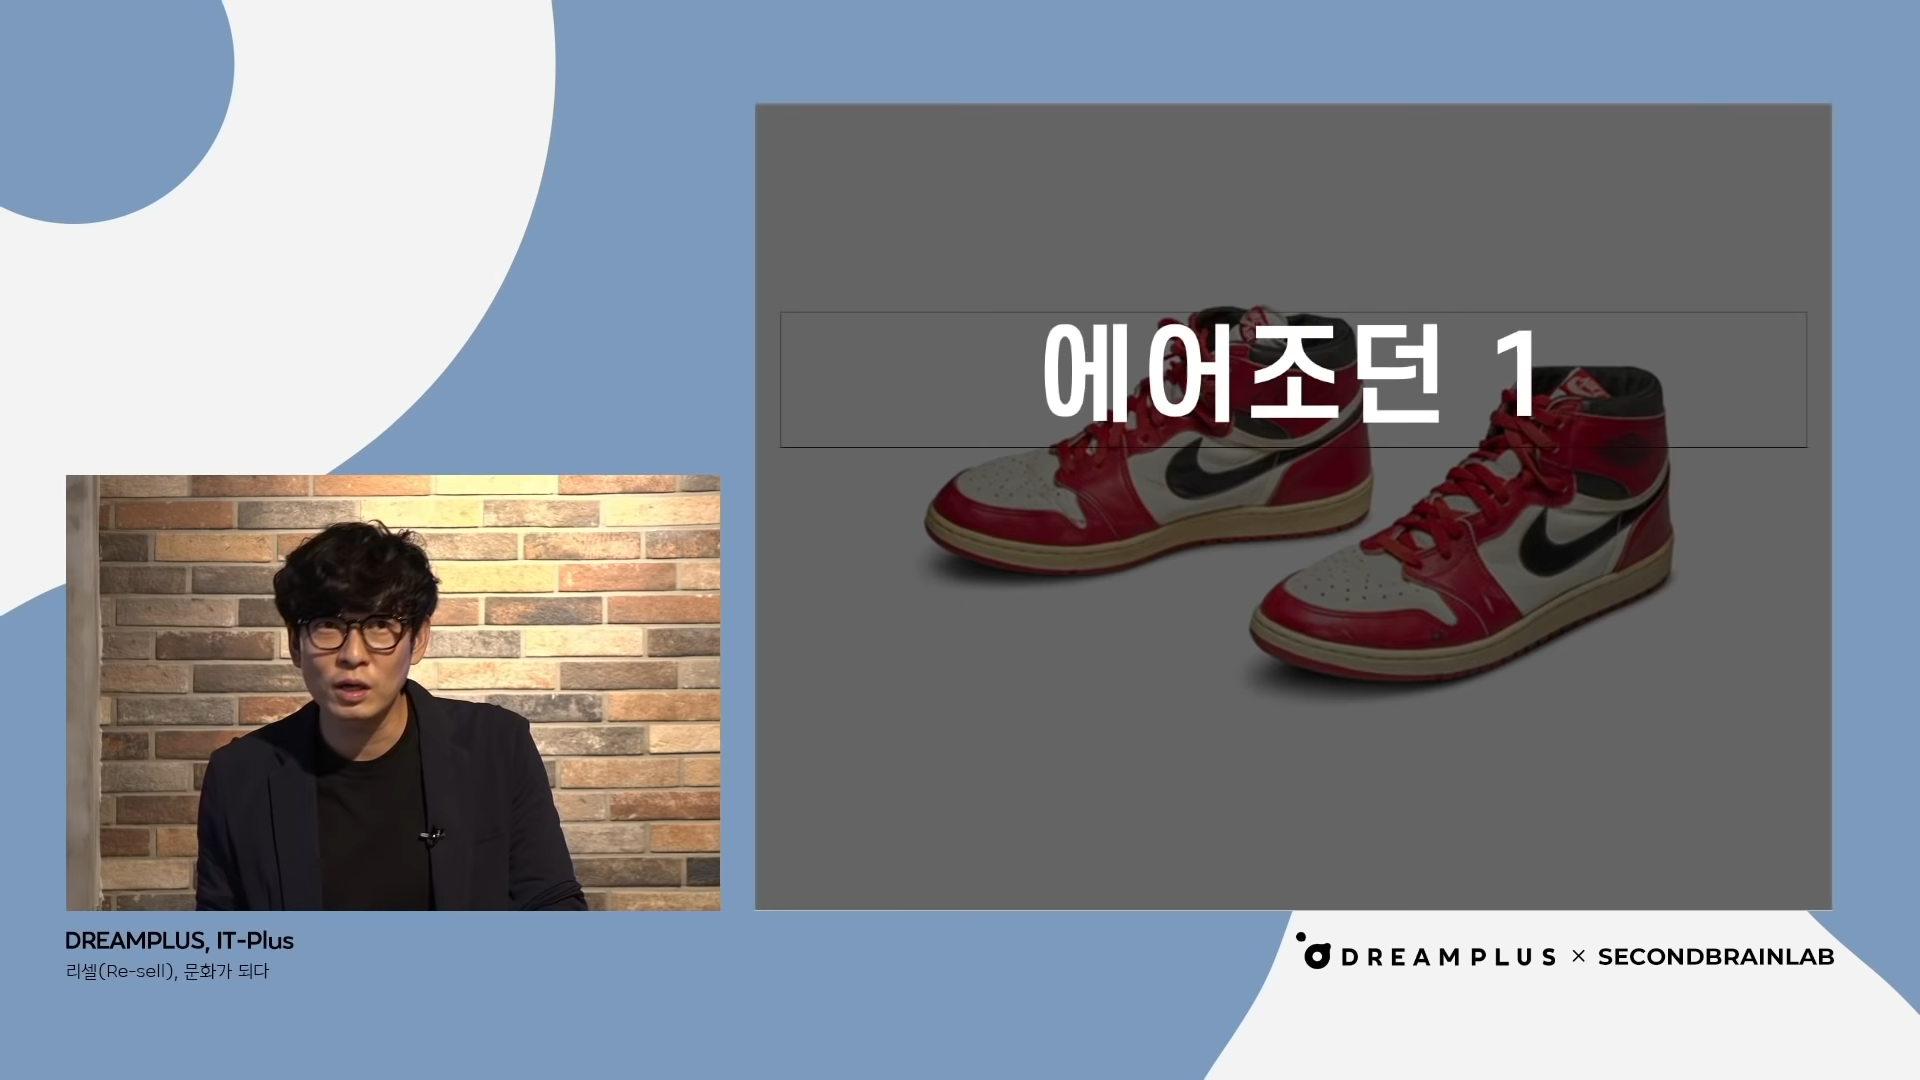 에어조던 1
DREAMPLUS, IT-Plus
리셀(Re-sell), 문화가 되다
DREAMPLUS × SECONDBRAINLAB